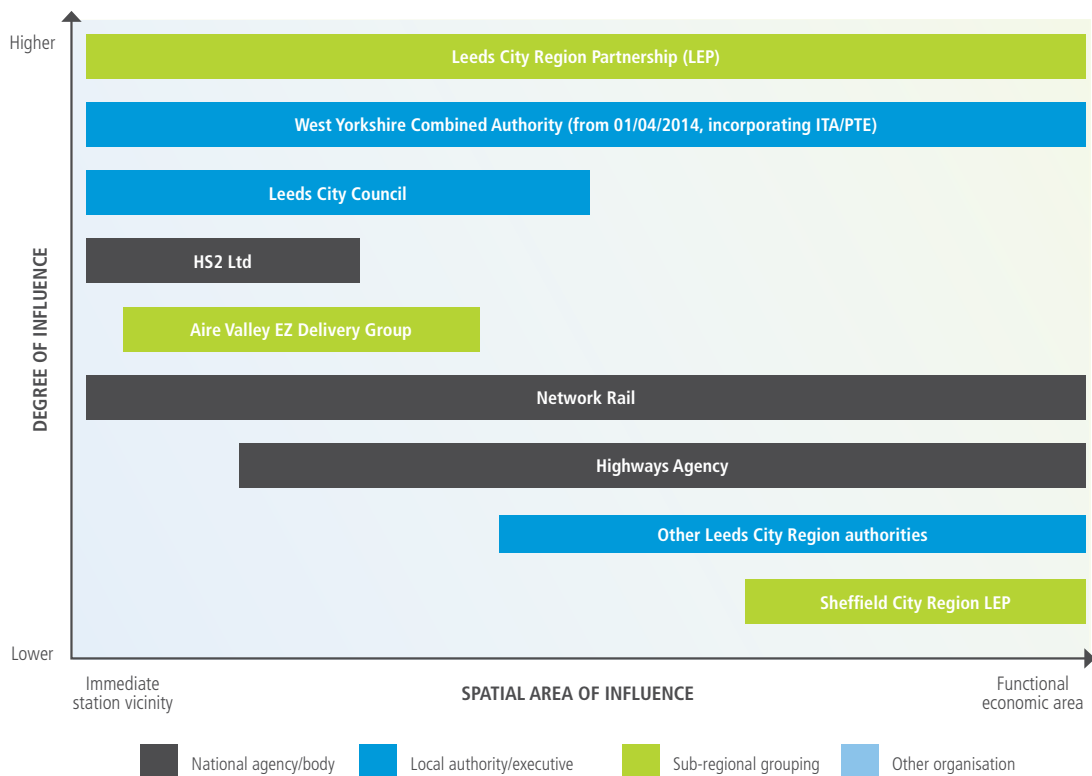 Higher
Leeds City Region Partnership (LEP)
West Yorkshire Combined Authority (from 01/04/2014, incorporating ITA/PTE)
Leeds City Council
HS2 Ltd
Aire Valley EZ Delivery Group
Network Rail
Highways Agency
Other Leeds City Region authorities
Sheffield City Region LEP
DEGREE OF INFLUENCE
Lower
Immediate
station vicinity
SPATIAL AREA OF INFLUENCE
Functional
economic area
National agency/body
Local authority/executive
Sub-regional grouping
Other organisation